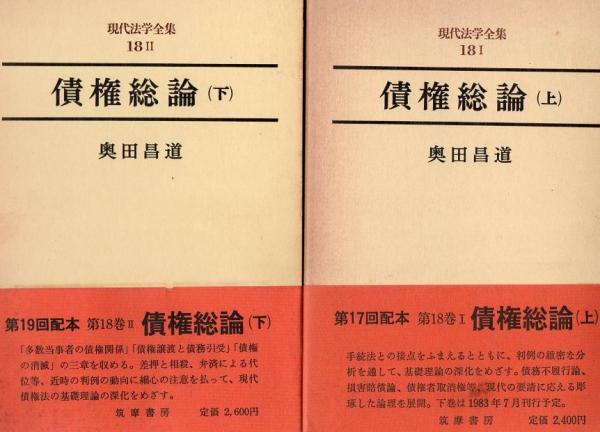 現代法学全集
18 II
債権総論(下)
奥田昌道
第19回配本 第18巻 II 債権総論(下)
「多数当事者の債権関係」「債権譲渡と債務引受」「債権
の消滅」の三章を収める。差押と相殺、弁済による代
位等、近時の判例の動向に細心の注意を払って、現代
債権法の基礎理論の深化をめざす。
筑摩書房 定価 2,600円
現代法学全集
18 I
債権総論(上)
奥田昌道
第17回配本 第18巻 I 債権総論(上)
手続法との接点をふまえるとともに、判例の緻密な分
析を通して、基礎理論の深化をめざす。債務不履行論、
損害賠償論、債権者取消権等、現代の要請に応える彫
琢した論理を展開。下巻は1983年7月刊行予定。
筑摩書房 定価 2,400円